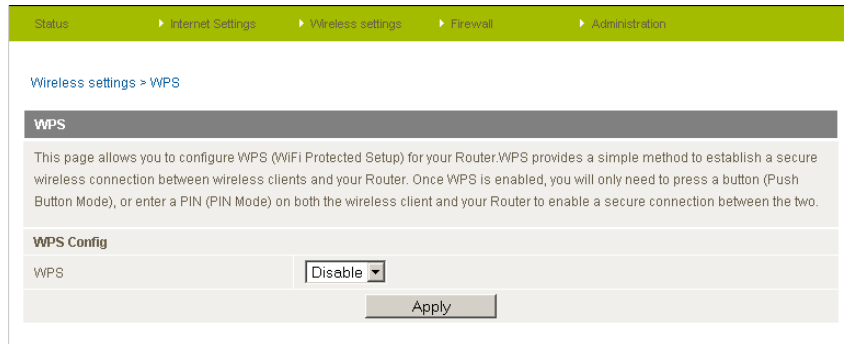 Status Internet Settings Wireless settings Firewall Administration
Wireless settings > WPS
WPS
This page allows you to configure WPS (WiFi Protected Setup) for your Router.WPS provides a simple method to establish a secure
wireless connection between wireless clients and your Router. Once WPS is enabled, you will only need to press a button (Push
Button Mode), or enter a PIN (PIN Mode) on both the wireless client and your Router to enable a secure connection between the two.
WPS Config
WPS Disable
Apply